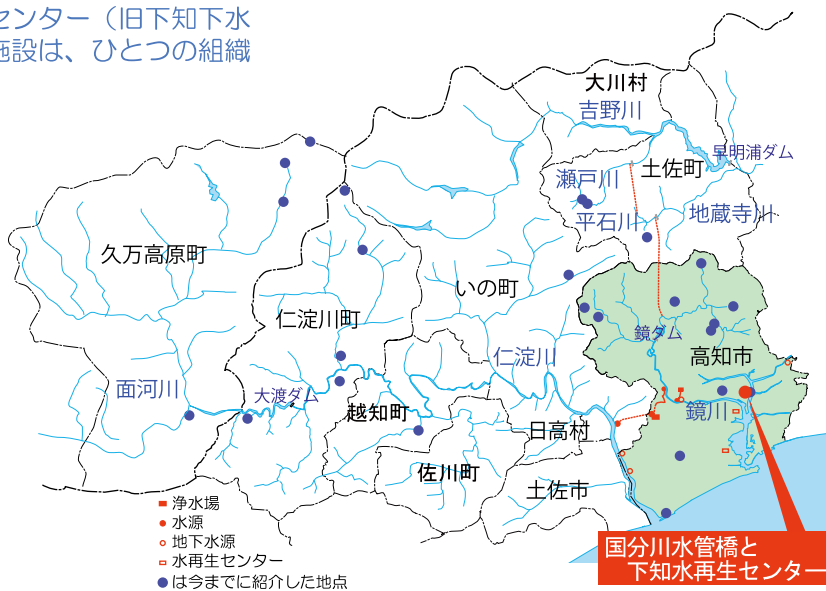 センター（旧下知下水
施設は、ひとつの組織
大川村
吉野川
早明浦ダム
土佐町
瀬戸川
地蔵寺川
平石川
久万高原町
いの町
仁淀川町
鏡ダム
高知市
仁淀川
面河川
大渡ダム
越知町
鏡川
日高村
佐川町
土佐市
浄水場
水源
地下水源
水再生センター
は今までに紹介した地点
国分川水管橋と
下知水再生センター